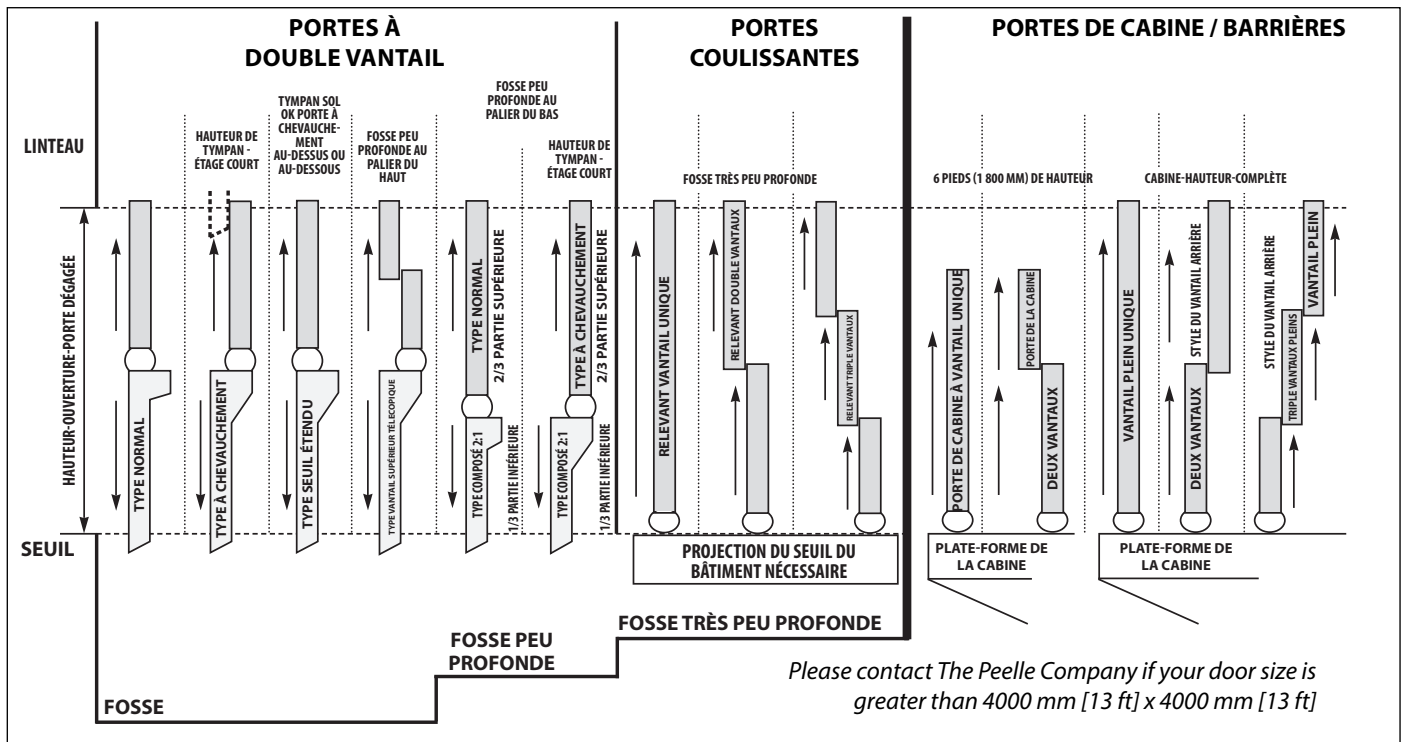 PORTES À
DOUBLE VANTAIL
PORTES
COULISSANTES
PORTES DE CABINE / BARRIÈRES
LINTEAU
HAUTEUR DE
TYMPAN -
ÉTAGE COURT
TYMPAN SOL
OK PORTE À
CHEVAUCHE-
MENT
AU-DESSUS OU
AU-DESSOUS
FOSSE PEU
PROFONDE AU
PALIER DU
HAUT
FOSSE PEU
PROFONDE AU
PALIER DU BAS
HAUTEUR DE
TYMPAN -
ÉTAGE COURT
FOSSE TRÈS PEU PROFONDE
6 PIEDS (1 800 MM) DE HAUTEUR
CABINE-HAUTEUR-COMPLÈTE
HAUTEUR-OUVERTURE-PORTE DÉGAGÉE
TYPE NORMAL
TYPE À CHEVAUCHEMENT
TYPE SEUIL ÉTENDU
TYPE VANTAIL SUPÉRIEUR TÉLECOPIQUE
TYPE NORMAL
2/3 PARTIE SUPÉRIEURE
TYPE COMPOSÉ 2:1
1/3 PARTIE INFÉRIEURE
TYPE À CHEVAUCHEMENT
2/3 PARTIE SUPÉRIEURE
TYPE COMPOSÉ 2:1
1/3 PARTIE INFÉRIEURE
RELEVANT VANTAIL UNIQUE
RELEVANT DOUBLE VANTAUX
RELEVANT TRIPLE VANTAUX
PORTE DE CABINE À VANTAIL UNIQUE
PORTE DE LA CABINE
DEUX VANTAUX
VANTAIL PLEIN UNIQUE
STYLE DU VANTAIL ARRIÈRE
DEUX VANTAUX
STYLE DU VANTAIL ARRIÈRE
TRIPLE VANTAUX PLEINS
VANTAIL PLEIN
SEUIL
PROJECTION DU SEUIL DU
BÂTIMENT NÉCESSAIRE
PLATE-FORME DE
LA CABINE
PLATE-FORME DE
LA CABINE
FOSSE TRÈS PEU PROFONDE
FOSSE PEU
PROFONDE
FOSSE
Please contact The Peelle Company if your door size is
greater than 4000 mm [13 ft] x 4000 mm [13 ft]